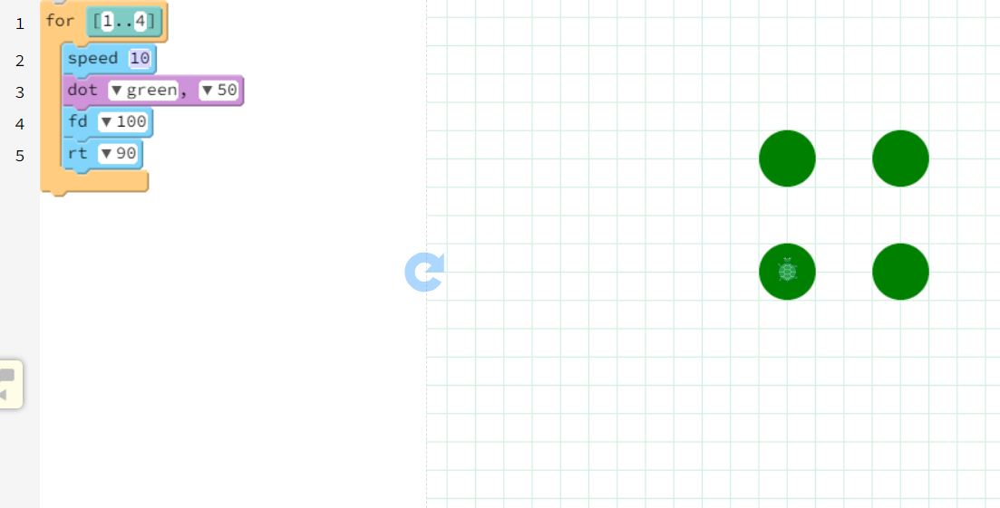 1 for [1..4]
2 speed 10
3 dot ▼green, ▼50
4 fd ▼100
5 rt ▼90